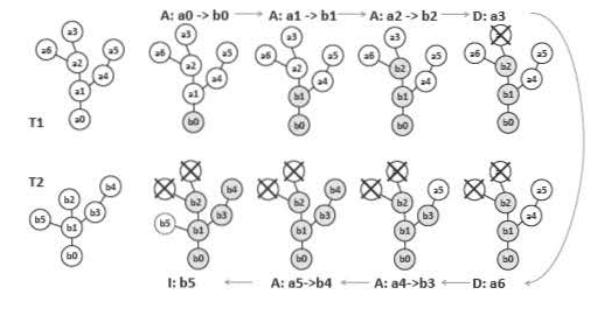 A: a0 -> b0 → A: a1 -> b1 → A: a2 -> b2 → D: a3
a3 a3 a3
a6 a5 a6 a5 a6 a5 a6 a5 a6 a5
a2 a2 a2 b2 b2
a4 a4 a4 a4 a4
a1 a1 b1 b1 b1
T1 a0 b0 b0 b0 b0
T2
b4 b4 b4 a5 a5
b2 b2 b2 b2 b2
b5 b3 b5 b3 b3 b3 a4
b1 b1 b1 b1 b1
b0 b0 b0 b0 b0
I: b5 ← A: a5->b4 ← A: a4->b3 ← D: a6